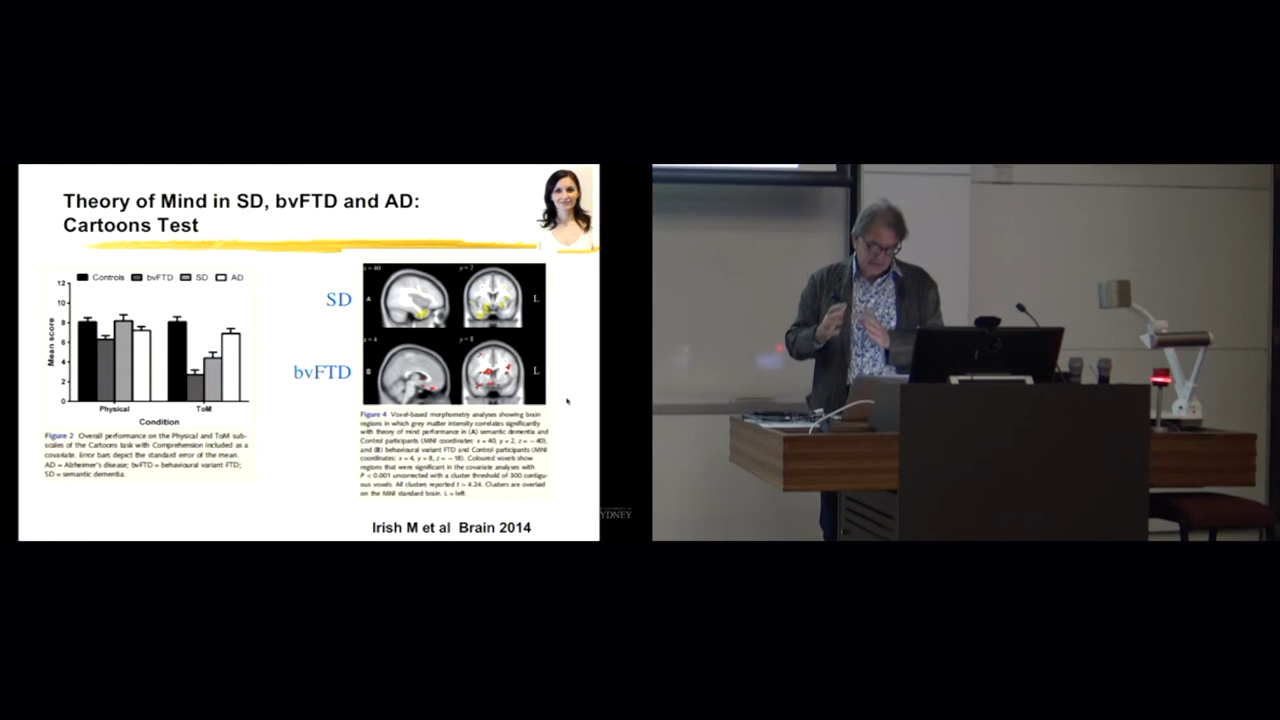 Theory of Mind in SD, bvFTD and AD:
Cartoons Test
Controls bvFTD SD AD
12
10
8
6
4
2
0
Mean score
Physical ToM
Condition
Figure 2 Overall performance on the Physical and ToM sub-
scales of the Cartoons task with Comprehension included as a
covariate. Error bars depict the standard error of the mean.
AD = Alzheimer's disease; bvFTD = behavioural variant FTD;
SD = semantic dementia.
SD
bvFTD
x = 40 y = 2
A L
x = 4 y = 8
B L
Figure 4 Voxel-based morphometry analyses showing brain
regions in which grey matter intensity correlates significantly
with theory of mind performance in (A) semantic dementia and
Control participants (MNI coordinates: x = 40, y = 2, z = − 40),
and (B) behavioural variant FTD and Control participants (MNI
coordinates: x = 4, y = 8, z = − 18). Coloured voxels show
regions that were significant in the covariate analyses with
P < 0.001 uncorrected with a cluster threshold of 300 contigu-
ous voxels. All clusters reported t > 4.24. Clusters are overlaid
on the MNI standard brain. L = left.
Irish M et al Brain 2014
YDNEY